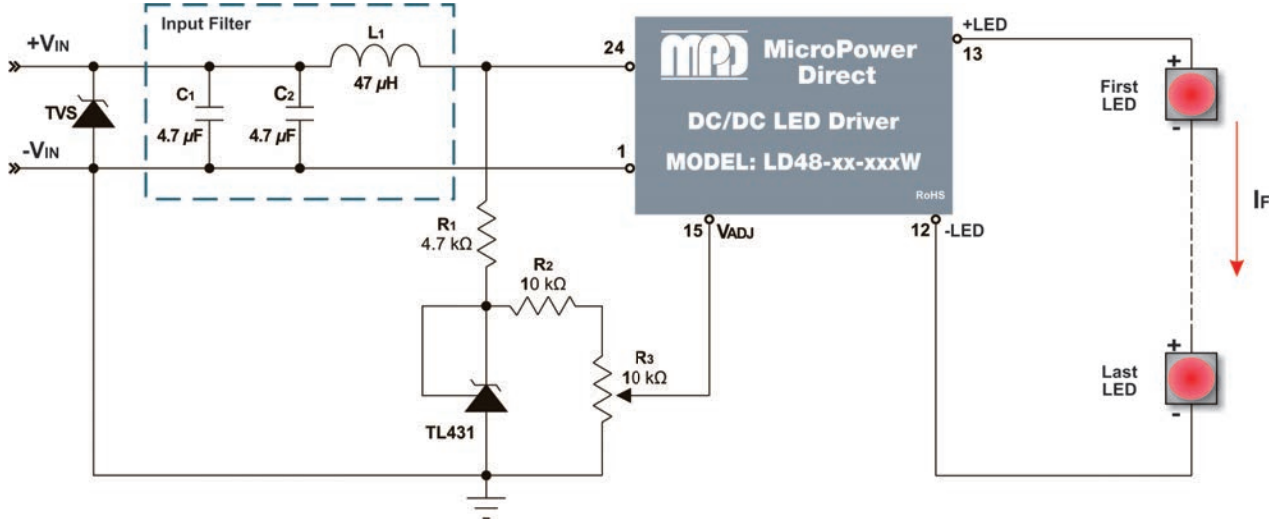 Input Filter
+VIN
L1
47 µH
TVS
C1
4.7 µF
C2
4.7 µF
-VIN
24
1
MPD
MicroPower
Direct
DC/DC LED Driver
MODEL: LD48-xx-xxxW
RoHS
+LED
13
15
VADJ
12
-LED
First
LED
+
-
IF
R1
4.7 kΩ
R2
10 kΩ
R3
10 kΩ
TL431
Last
LED
+
-